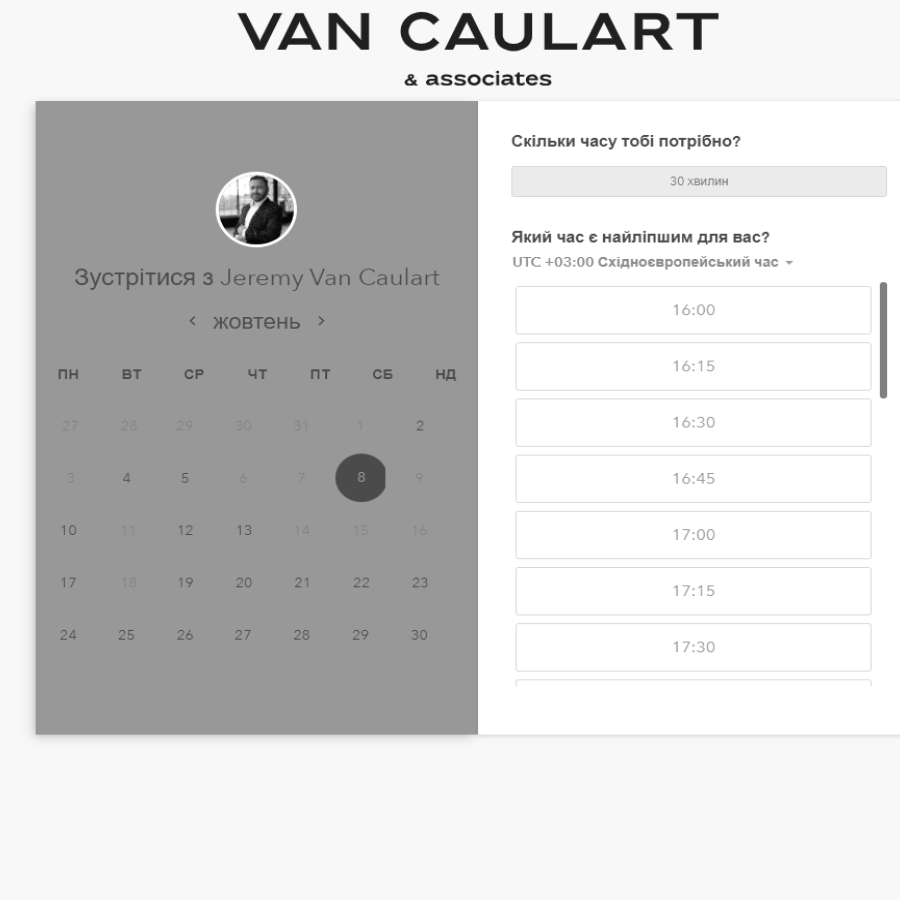 VAN CAULART
& associates
Зустрітися з Jeremy Van Caulart
жовтень
ПН ВТ СР ЧТ ПТ СБ НД
27 28 29 30 31 1 2
3 4 5 6 7 8 9
10 11 12 13 14 15 16
17 18 19 20 21 22 23
24 25 26 27 28 29 30
Скільки часу тобі потрібно?
30 хвилин
Який час є найліпшим для вас?
UTC +03:00 Східноєвропейський час
16:00
16:15
16:30
16:45
17:00
17:15
17:30